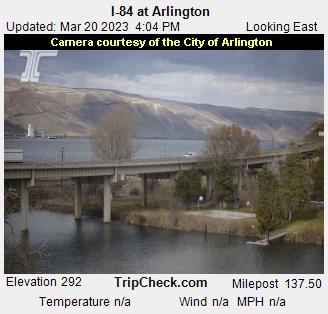 I-84 at Arlington
Updated: Mar 20 2023 4:04 PM Looking East
Camera courtesy of the City of Arlington
Elevation 292 TripCheck.com Milepost 137.50
Temperature n/a Wind n/a MPH n/a